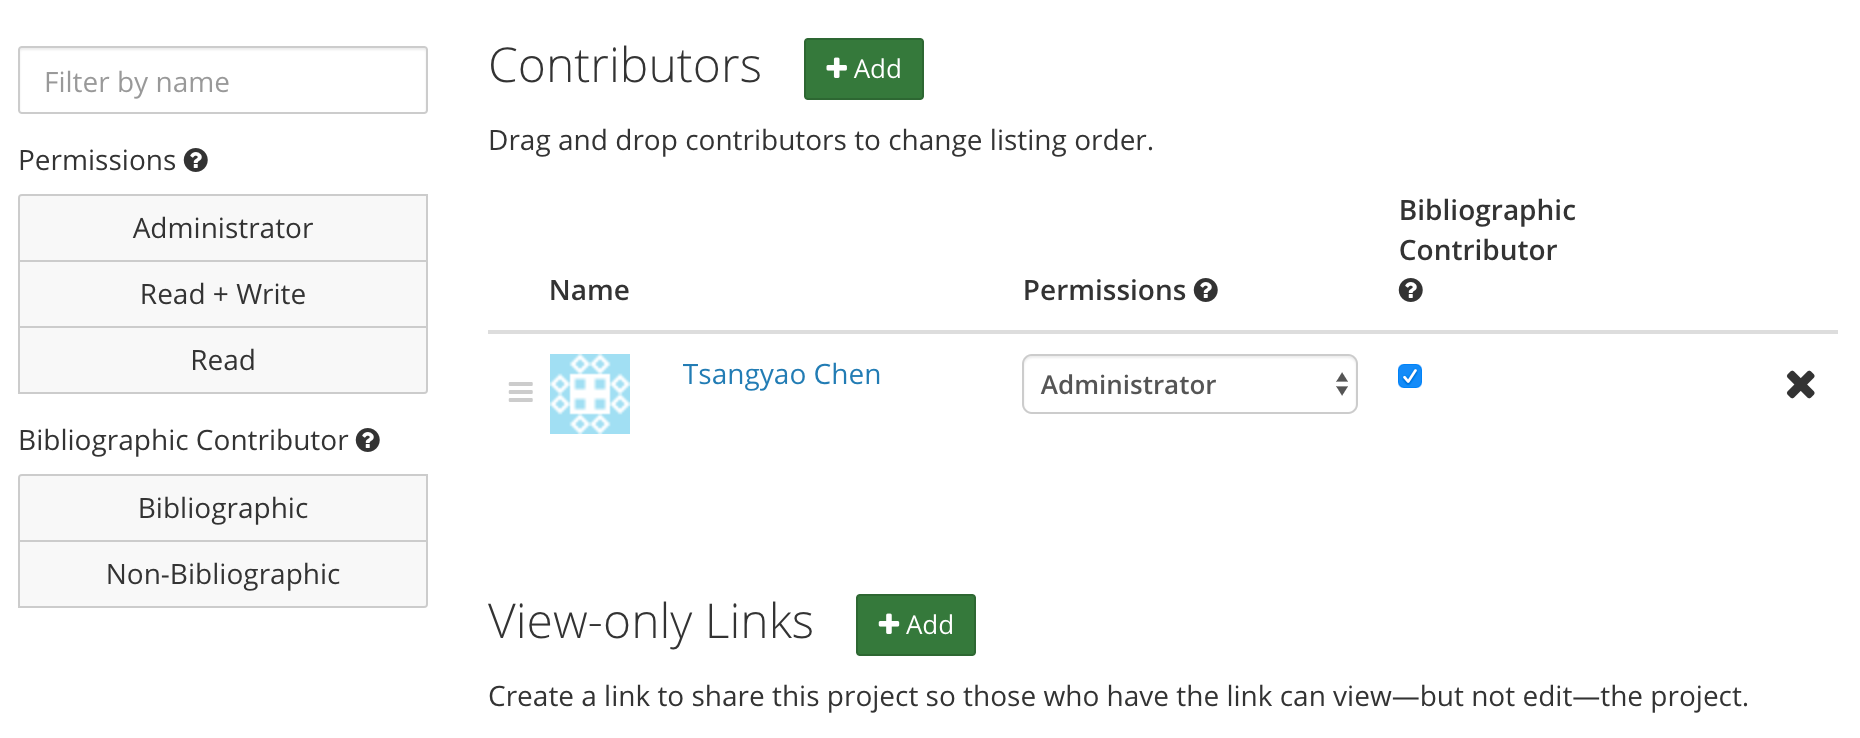 Filter by name
Permissions
Administrator
Read + Write
Read
Bibliographic Contributor
Bibliographic
Non-Bibliographic
Contributors
Add
Drag and drop contributors to change listing order.
Name
Permissions
Bibliographic
Contributor
Tsangyao Chen
Administrator
View-only Links
Add
Create a link to share this project so those who have the link can view—but not edit—the project.